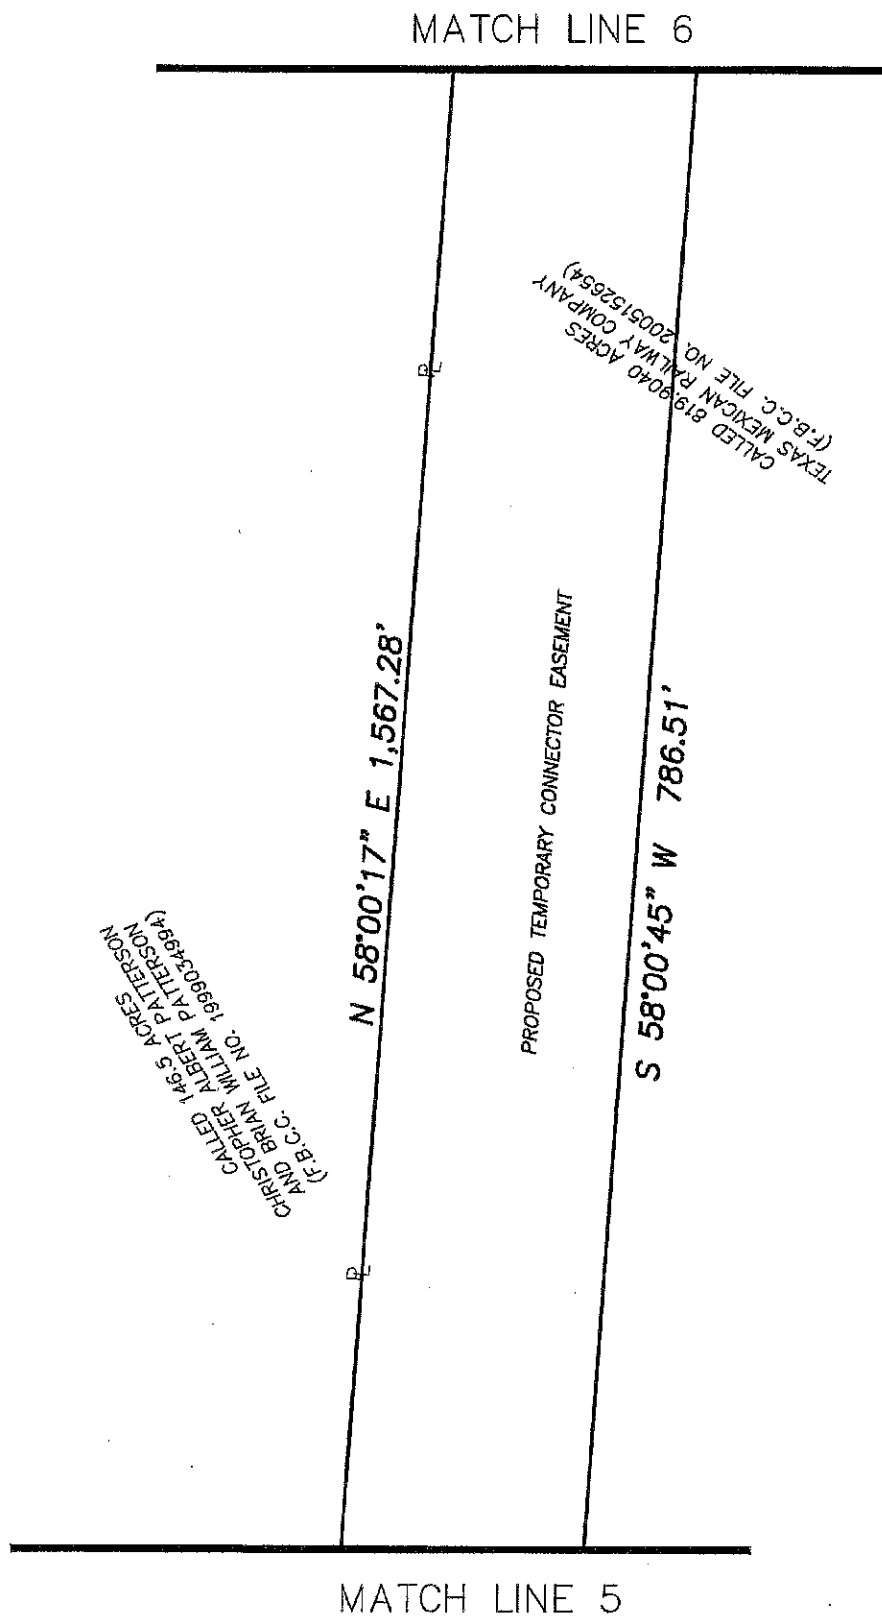 MATCH LINE 6
CALLED 819.9040 ACRES
TEXAS MEXICAN RAILWAY COMPANY
(F.B.C.C. FILE NO. 2005152654)
PL
N 58°00'17" E 1,567.28'
PROPOSED TEMPORARY CONNECTOR EASEMENT
S 58°00'45" W 786.51'
CALLED 146.5 ACRES
CHRISTOPHER ALBERT PATTERSON
AND BRIAN WILLIAM PATTERSON
(F.B.C.C. FILE NO. 1999034994)
PL
MATCH LINE 5